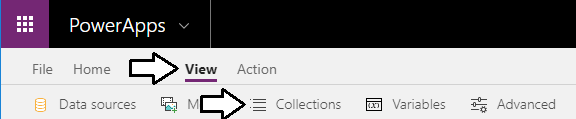 PowerApps
File Home View Action
Data sources Collections Variables Advanced